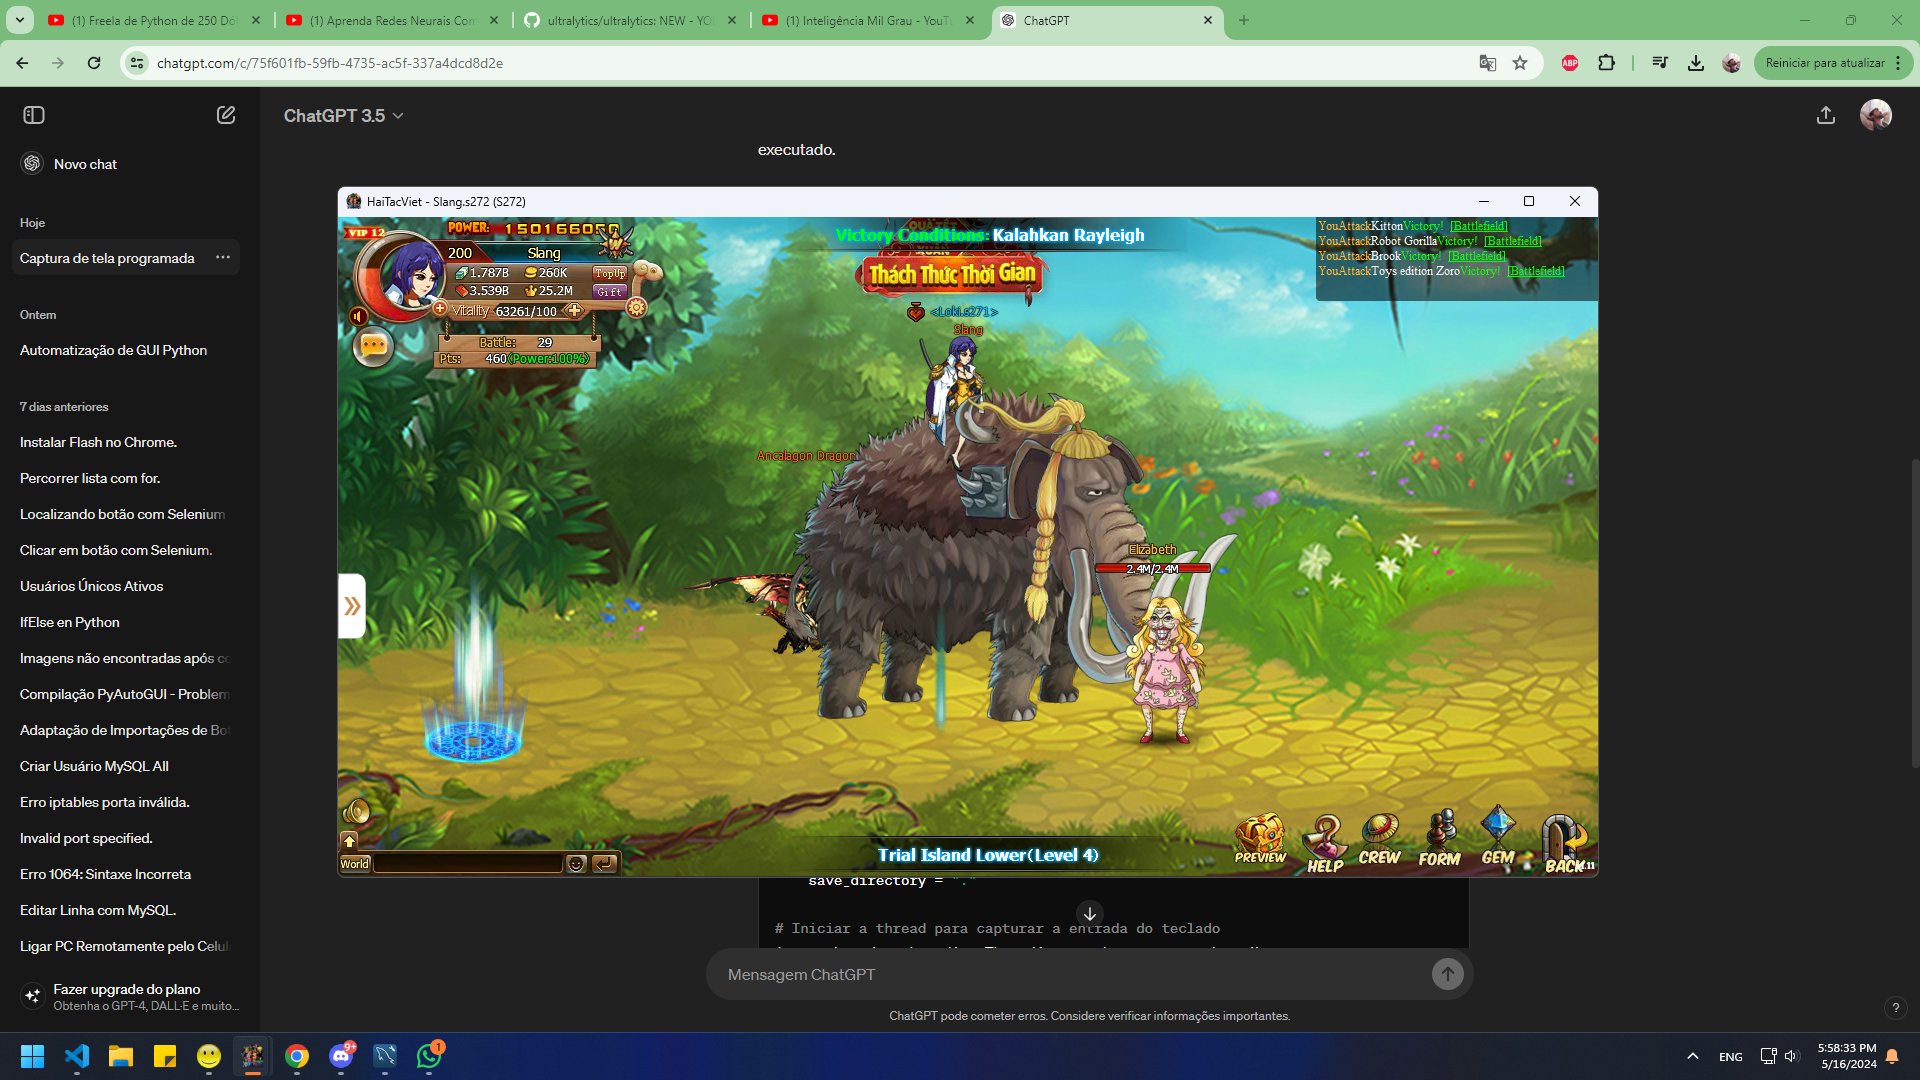 (1) Freela de Python de 250 Dó
(1) Aprenda Redes Neurais Com
ultralytics/ultralytics: NEW - YO
(1) Inteligência Mil Grau - YouTu
ChatGPT
chatgpt.com/c/75f601fb-59fb-4735-ac5f-337a4dcd8d2e
ABP
Reiniciar para atualizar
ChatGPT 3.5
Novo chat
Hoje
Captura de tela programada
Ontem
Automatização de GUI Python
7 dias anteriores
Instalar Flash no Chrome.
Percorrer lista com for.
Localizando botão com Selenium
Clicar em botão com Selenium.
Usuários Únicos Ativos
IfElse en Python
Imagens não encontradas após co
Compilação PyAutoGUI - Problem
Adaptação de Importações de Bot
Criar Usuário MySQL All
Erro iptables porta inválida.
Invalid port specified.
Erro 1064: Sintaxe Incorreta
Editar Linha com MySQL.
Ligar PC Remotamente pelo Celul
Fazer upgrade do plano
Obtenha o GPT-4, DALL·E e muito...
executado.
HaiTacViet - Slang.s272 (S272)
VIP 12
POWER: 150166050
200 Slang
1.787B 260K TopUp
3.539B 25.2M Gift
Vitality 63261/100
Battle: 29
Pts: 460(Power:100%)
Victory Conditions: Kalahkan Rayleigh
Thách Thức Thời Gian
<Loki.s271>
Slang
YouAttackKittonVictory! [Battlefield]
YouAttackRobot GorillaVictory! [Battlefield]
YouAttackBrookVictory! [Battlefield]
YouAttackToys edition ZoroVictory! [Battlefield]
Ancalagon Dragon
Elizabeth
2.4M/2.4M
World
Trial Island Lower(Level 4)
PREVIEW
HELP
CREW
FORM
GEM
BACK
save_directory = "."
# Iniciar a thread para capturar a entrada do teclado
Mensagem ChatGPT
ChatGPT pode cometer erros. Considere verificar informações importantes.
?
9+
1
ENG
5:58:33 PM
5/16/2024